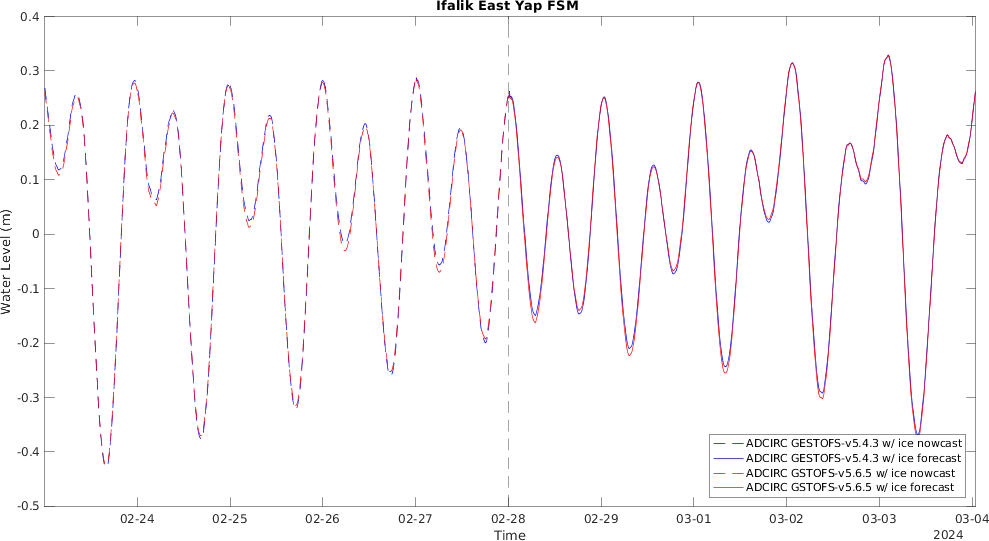 Ifalik East Yap FSM
0.4
0.3
0.2
0.1
0
-0.1
-0.2
-0.3
-0.4
-0.5
Water Level (m)
ADCIRC GESTOFS-v5.4.3 w/ ice nowcast
ADCIRC GESTOFS-v5.4.3 w/ ice forecast
ADCIRC GSTOFS-v5.6.5 w/ ice nowcast
ADCIRC GSTOFS-v5.6.5 w/ ice forecast
02-24 02-25 02-26 02-27 02-28 02-29 03-01 03-02 03-03 03-04
Time
2024